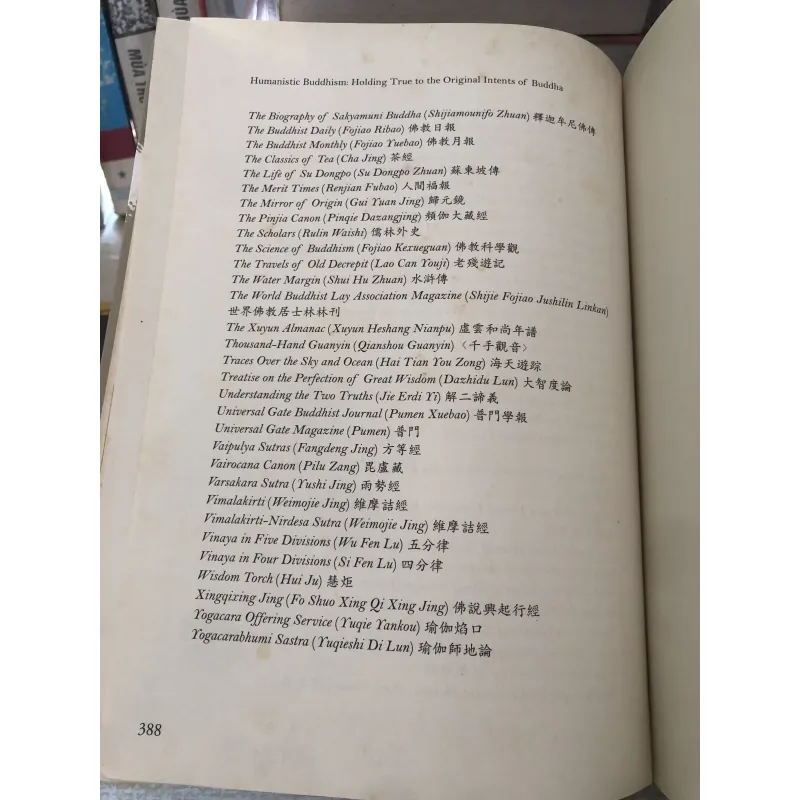 Humanistic Buddhism: Holding True to the Original Intents of Buddha
The Biography of Sakyamuni Buddha (Shijiamounifo Zhuan) 釋迦牟尼佛傳
The Buddhist Daily (Fojiao Ribao) 佛教日報
The Buddhist Monthly (Fojiao Yuebao) 佛教月報
The Classics of Tea (Cha Jing) 茶經
The Life of Su Dongpo (Su Dongpo Zhuan) 蘇東坡傳
The Merit Times (Renjian Fubao) 人間福報
The Mirror of Origin (Gui Yuan Jing) 歸元鏡
The Pinjia Canon (Pinqie Dazangjing) 頻伽大藏經
The Scholars (Rulin Waishi) 儒林外史
The Science of Buddhism (Fojiao Kexueguan) 佛教科學觀
The Travels of Old Decrepit (Lao Can Youji) 老殘遊記
The Water Margin (Shui Hu Zhuan) 水滸傳
The World Buddhist Lay Association Magazine (Shijie Fojiao Jushilin Linkan)
世界佛教居士林林刊
The Xuyun Almanac (Xuyun Heshang Nianpu) 虛雲和尚年譜
Thousand-Hand Guanyin (Qianshou Guanyin)〈千手觀音〉
Traces Over the Sky and Ocean (Hai Tian You Zong) 海天遊踪
Treatise on the Perfection of Great Wisdom (Dazhidu Lun) 大智度論
Understanding the Two Truths (Jie Erdi Yi) 解二諦義
Universal Gate Buddhist Journal (Pumen Xuebao) 普門學報
Universal Gate Magazine (Pumen) 普門
Vaipulya Sutras (Fangdeng Jing) 方等經
Vairocana Canon (Pilu Zang) 毘盧藏
Varsakara Sutra (Yushi Jing) 雨勢經
Vimalakirti (Weimojie Jing) 維摩詰經
Vimalakirti-Nirdesa Sutra (Weimojie Jing) 維摩詰經
Vinaya in Five Divisions (Wu Fen Lu) 五分律
Vinaya in Four Divisions (Si Fen Lu) 四分律
Wisdom Torch (Hui Ju) 慧炬
Xingqixing Jing (Fo Shuo Xing Qi Xing Jing) 佛說興起行經
Yogacara Offering Service (Yuqie Yankou) 瑜伽焰口
Yogacarabhumi Sastra (Yuqieshi Di Lun) 瑜伽師地論
388